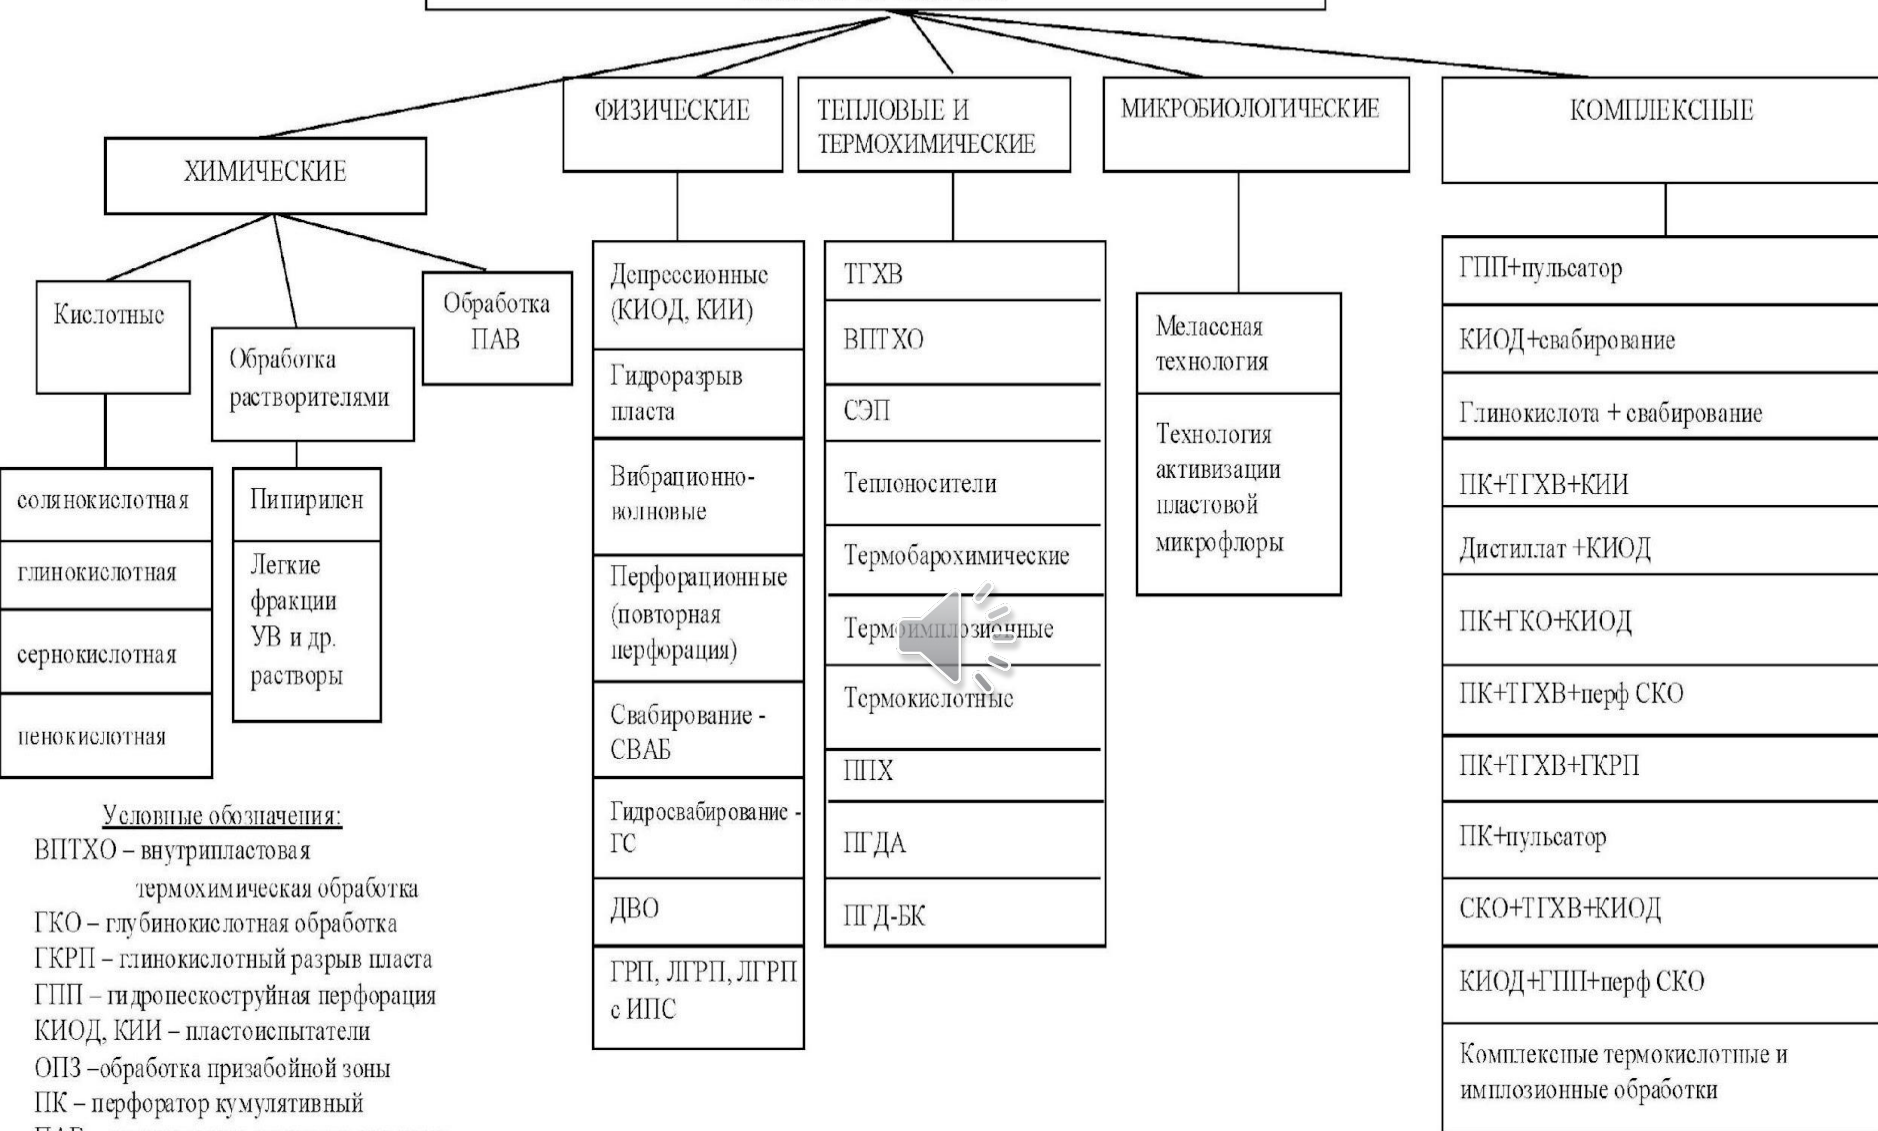 ФИЗИЧЕСКИЕ
ТЕПЛОВЫЕ И
ТЕРМОХИМИЧЕСКИЕ
МИКРОБИОЛОГИЧЕСКИЕ
КОМПЛЕКСНЫЕ
ХИМИЧЕСКИЕ
Кислотные
Обработка
растворителями
Обработка
ПАВ
солянокислотная
глинокислотная
сернокислотная
пенокислотная
Пипирилен
Легкие
фракции
УВ и др.
растворы
Депрессионные
(КИОД, КИИ)
Гидроразрыв
пласта
Вибрационно-
волновые
Перфорационные
(повторная
перфорация)
Свабирование -
СВАБ
Гидросвабирование -
ГС
ДВО
ГРП, ЛГРП, ЛГРП
с ИПС
ТГХВ
ВПТХО
СЭП
Теплоносители
Термобарохимические
Термоимплозионные
Термокислотные
ППХ
ПГДА
ПГД-БК
Меласcная
технология
Технология
активизации
пластовой
микрофлоры
ГПП+пульсатор
КИОД+свабирование
Глинокислота + свабирование
ПК+ТГХВ+КИИ
Дистиллат +КИОД
ПК+ГКО+КИОД
ПК+ТГХВ+перф СКО
ПК+ТГХВ+ГКРП
ПК+пульсатор
СКО+ТГХВ+КИОД
КИОД+ГПП+перф СКО
Комплексные термокислотные и
имплозионные обработки
Условные обозначения:
ВПТХО – внутрипластовая
термохимическая обработка
ГКО – глубинокислотная обработка
ГКРП – глинокислотный разрыв пласта
ГПП – гидропескоструйная перфорация
КИОД, КИИ – пластоиспытатели
ОПЗ –обработка призабойной зоны
ПК – перфоратор кумулятивный